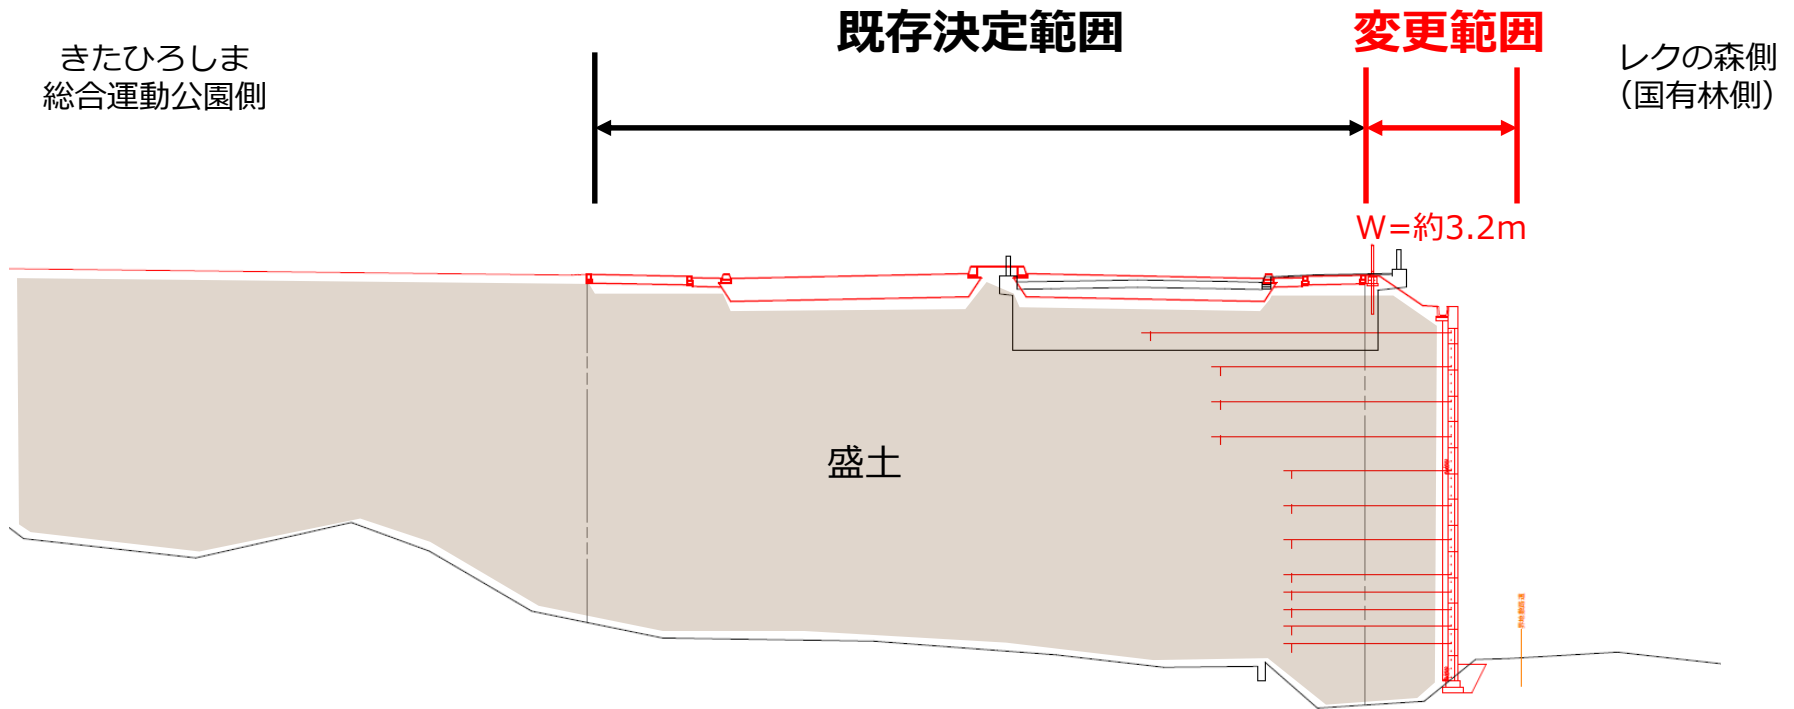 既存決定範囲
変更範囲
きたひろしま
総合運動公園側
レクの森側
（国有林側）
W=約3.2m
盛土